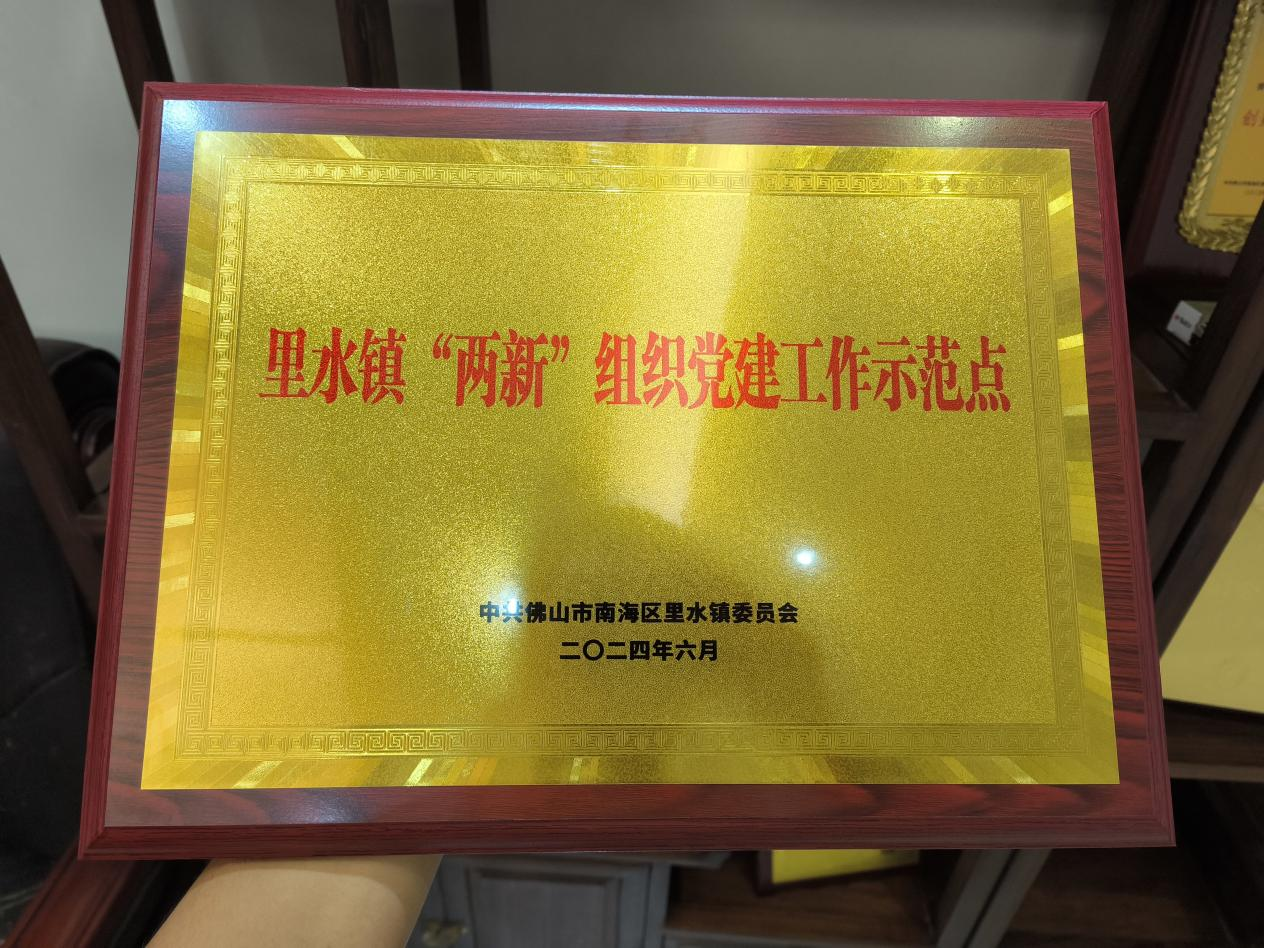 里水镇“两新”组织党建工作示范点
中共佛山市南海区里水镇委员会
二〇二四年六月